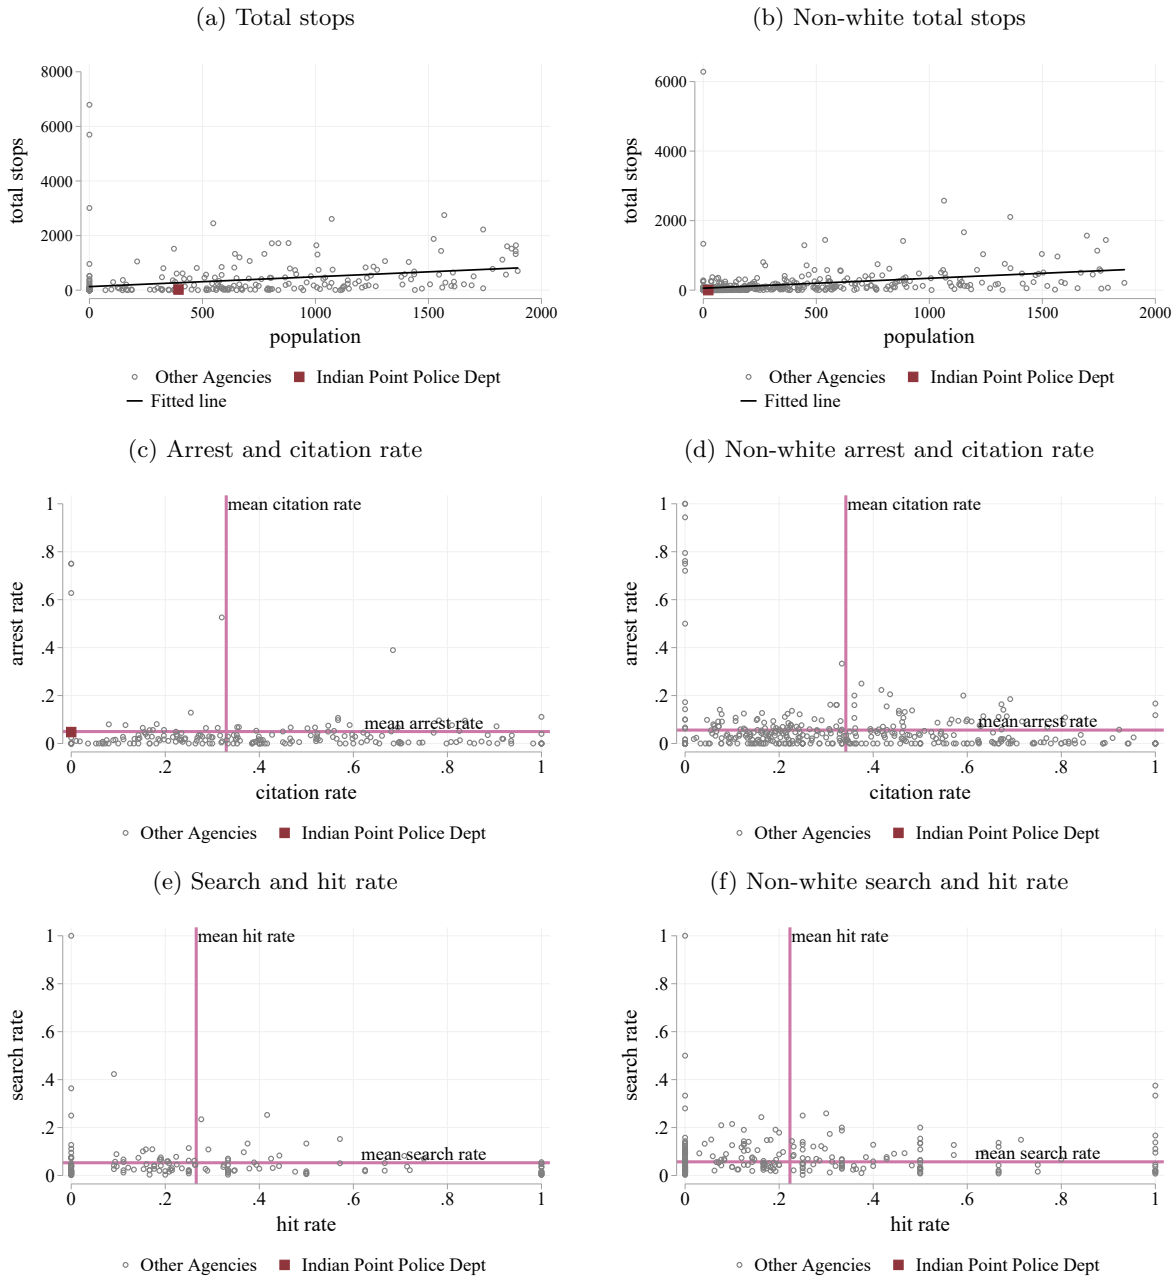 (a) Total stops
(b) Non-white total stops
8000
6000
4000
2000
0
total stops
0
500
1000
1500
2000
population
Other Agencies
Indian Point Police Dept
Fitted line
6000
4000
2000
0
total stops
0
500
1000
1500
2000
population
Other Agencies
Indian Point Police Dept
Fitted line
(c) Arrest and citation rate
(d) Non-white arrest and citation rate
1
.8
.6
.4
.2
0
arrest rate
mean citation rate
mean arrest rate
0
.2
.4
.6
.8
1
citation rate
Other Agencies
Indian Point Police Dept
1
.8
.6
.4
.2
0
arrest rate
mean citation rate
mean arrest rate
0
.2
.4
.6
.8
1
citation rate
Other Agencies
Indian Point Police Dept
(e) Search and hit rate
(f) Non-white search and hit rate
1
.8
.6
.4
.2
0
search rate
mean hit rate
mean search rate
0
.2
.4
.6
.8
1
hit rate
Other Agencies
Indian Point Police Dept
1
.8
.6
.4
.2
0
search rate
mean hit rate
mean search rate
0
.2
.4
.6
.8
1
hit rate
Other Agencies
Indian Point Police Dept